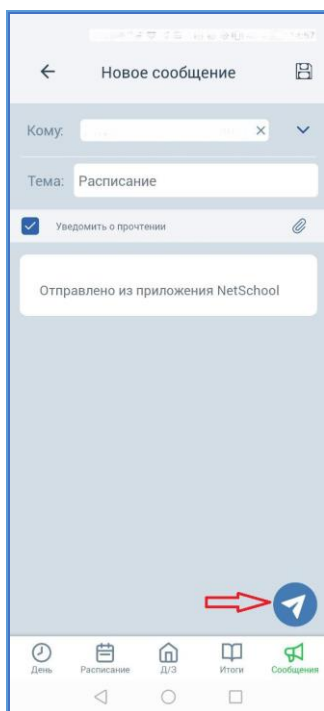 Новое сообщение
Кому:
Тема: Расписание
Уведомить о прочтении
Отправлено из приложения NetSchool
День Расписание Д/З Итоги Сообщения